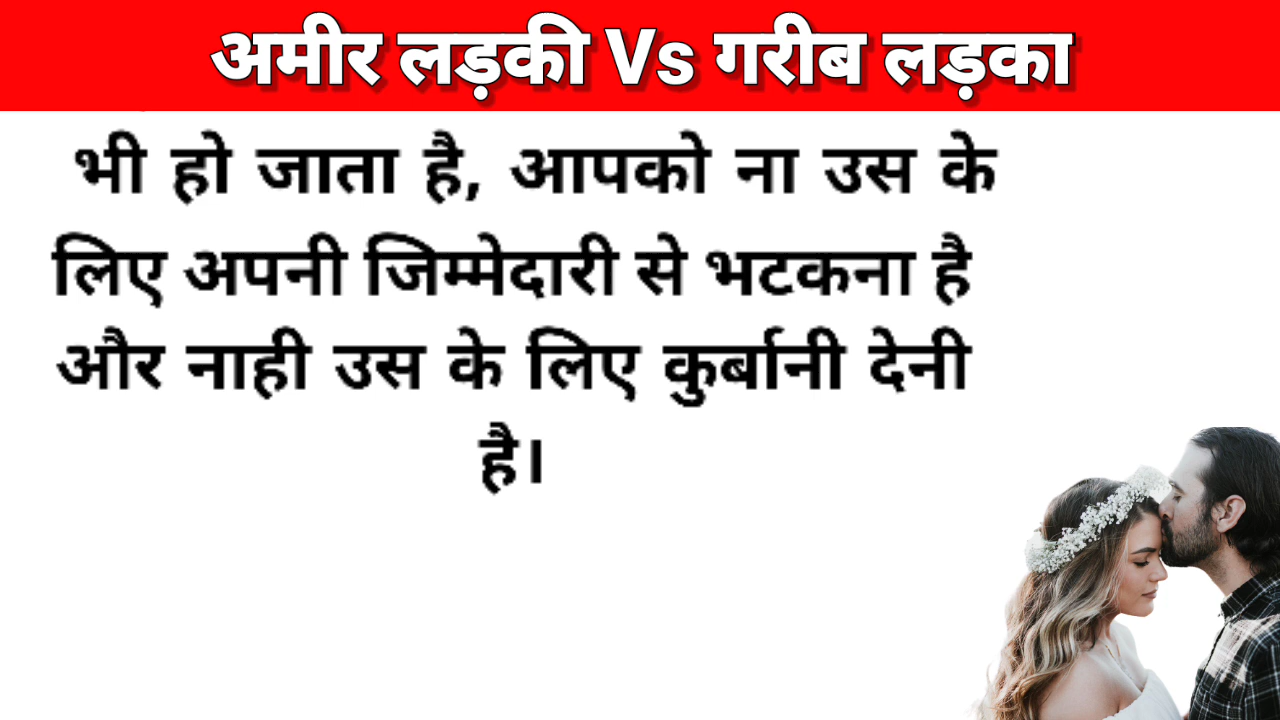 अमीर लड़की Vs गरीब लड़का
भी हो जाता है, आपको ना उस के
लिए अपनी जिम्मेदारी से भटकना है
और नाही उस के लिए कुर्बानी देनी
है।